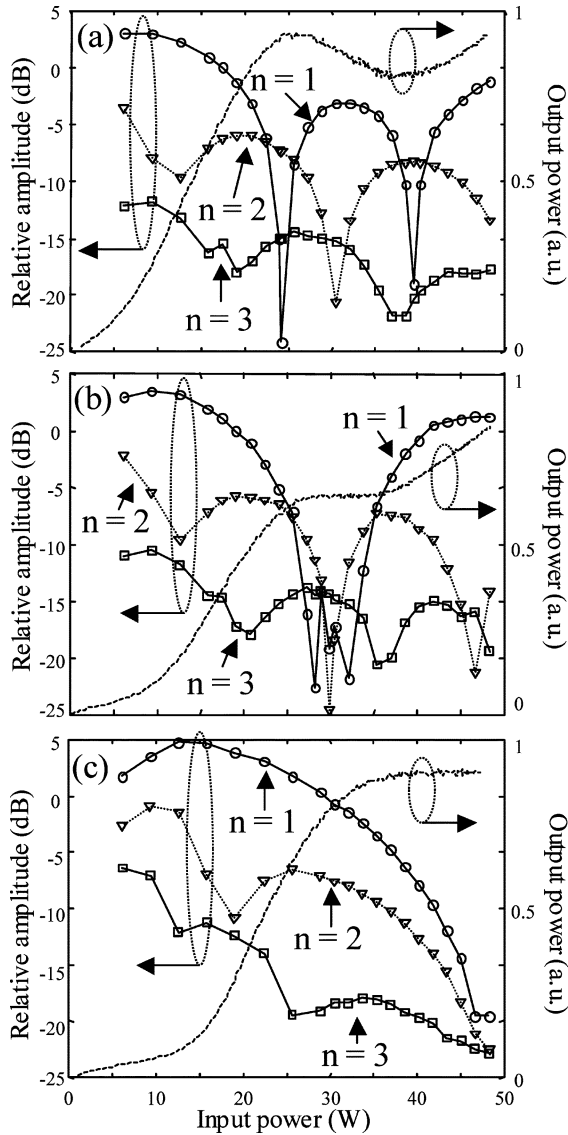 5
0
-5
-10
-15
-20
-25
Relative amplitude (dB)
(a)
n = 1
n = 2
n = 3
1
0.5
0
Output power (a.u.)
5
0
-5
-10
-15
-20
-25
Relative amplitude (dB)
(b)
n = 1
n = 2
n = 3
1
0.5
0
Output power (a.u.)
5
0
-5
-10
-15
-20
-25
Relative amplitude (dB)
(c)
n = 1
n = 2
n = 3
1
0.5
0
Output power (a.u.)
0 10 20 30 40 50
Input power (W)